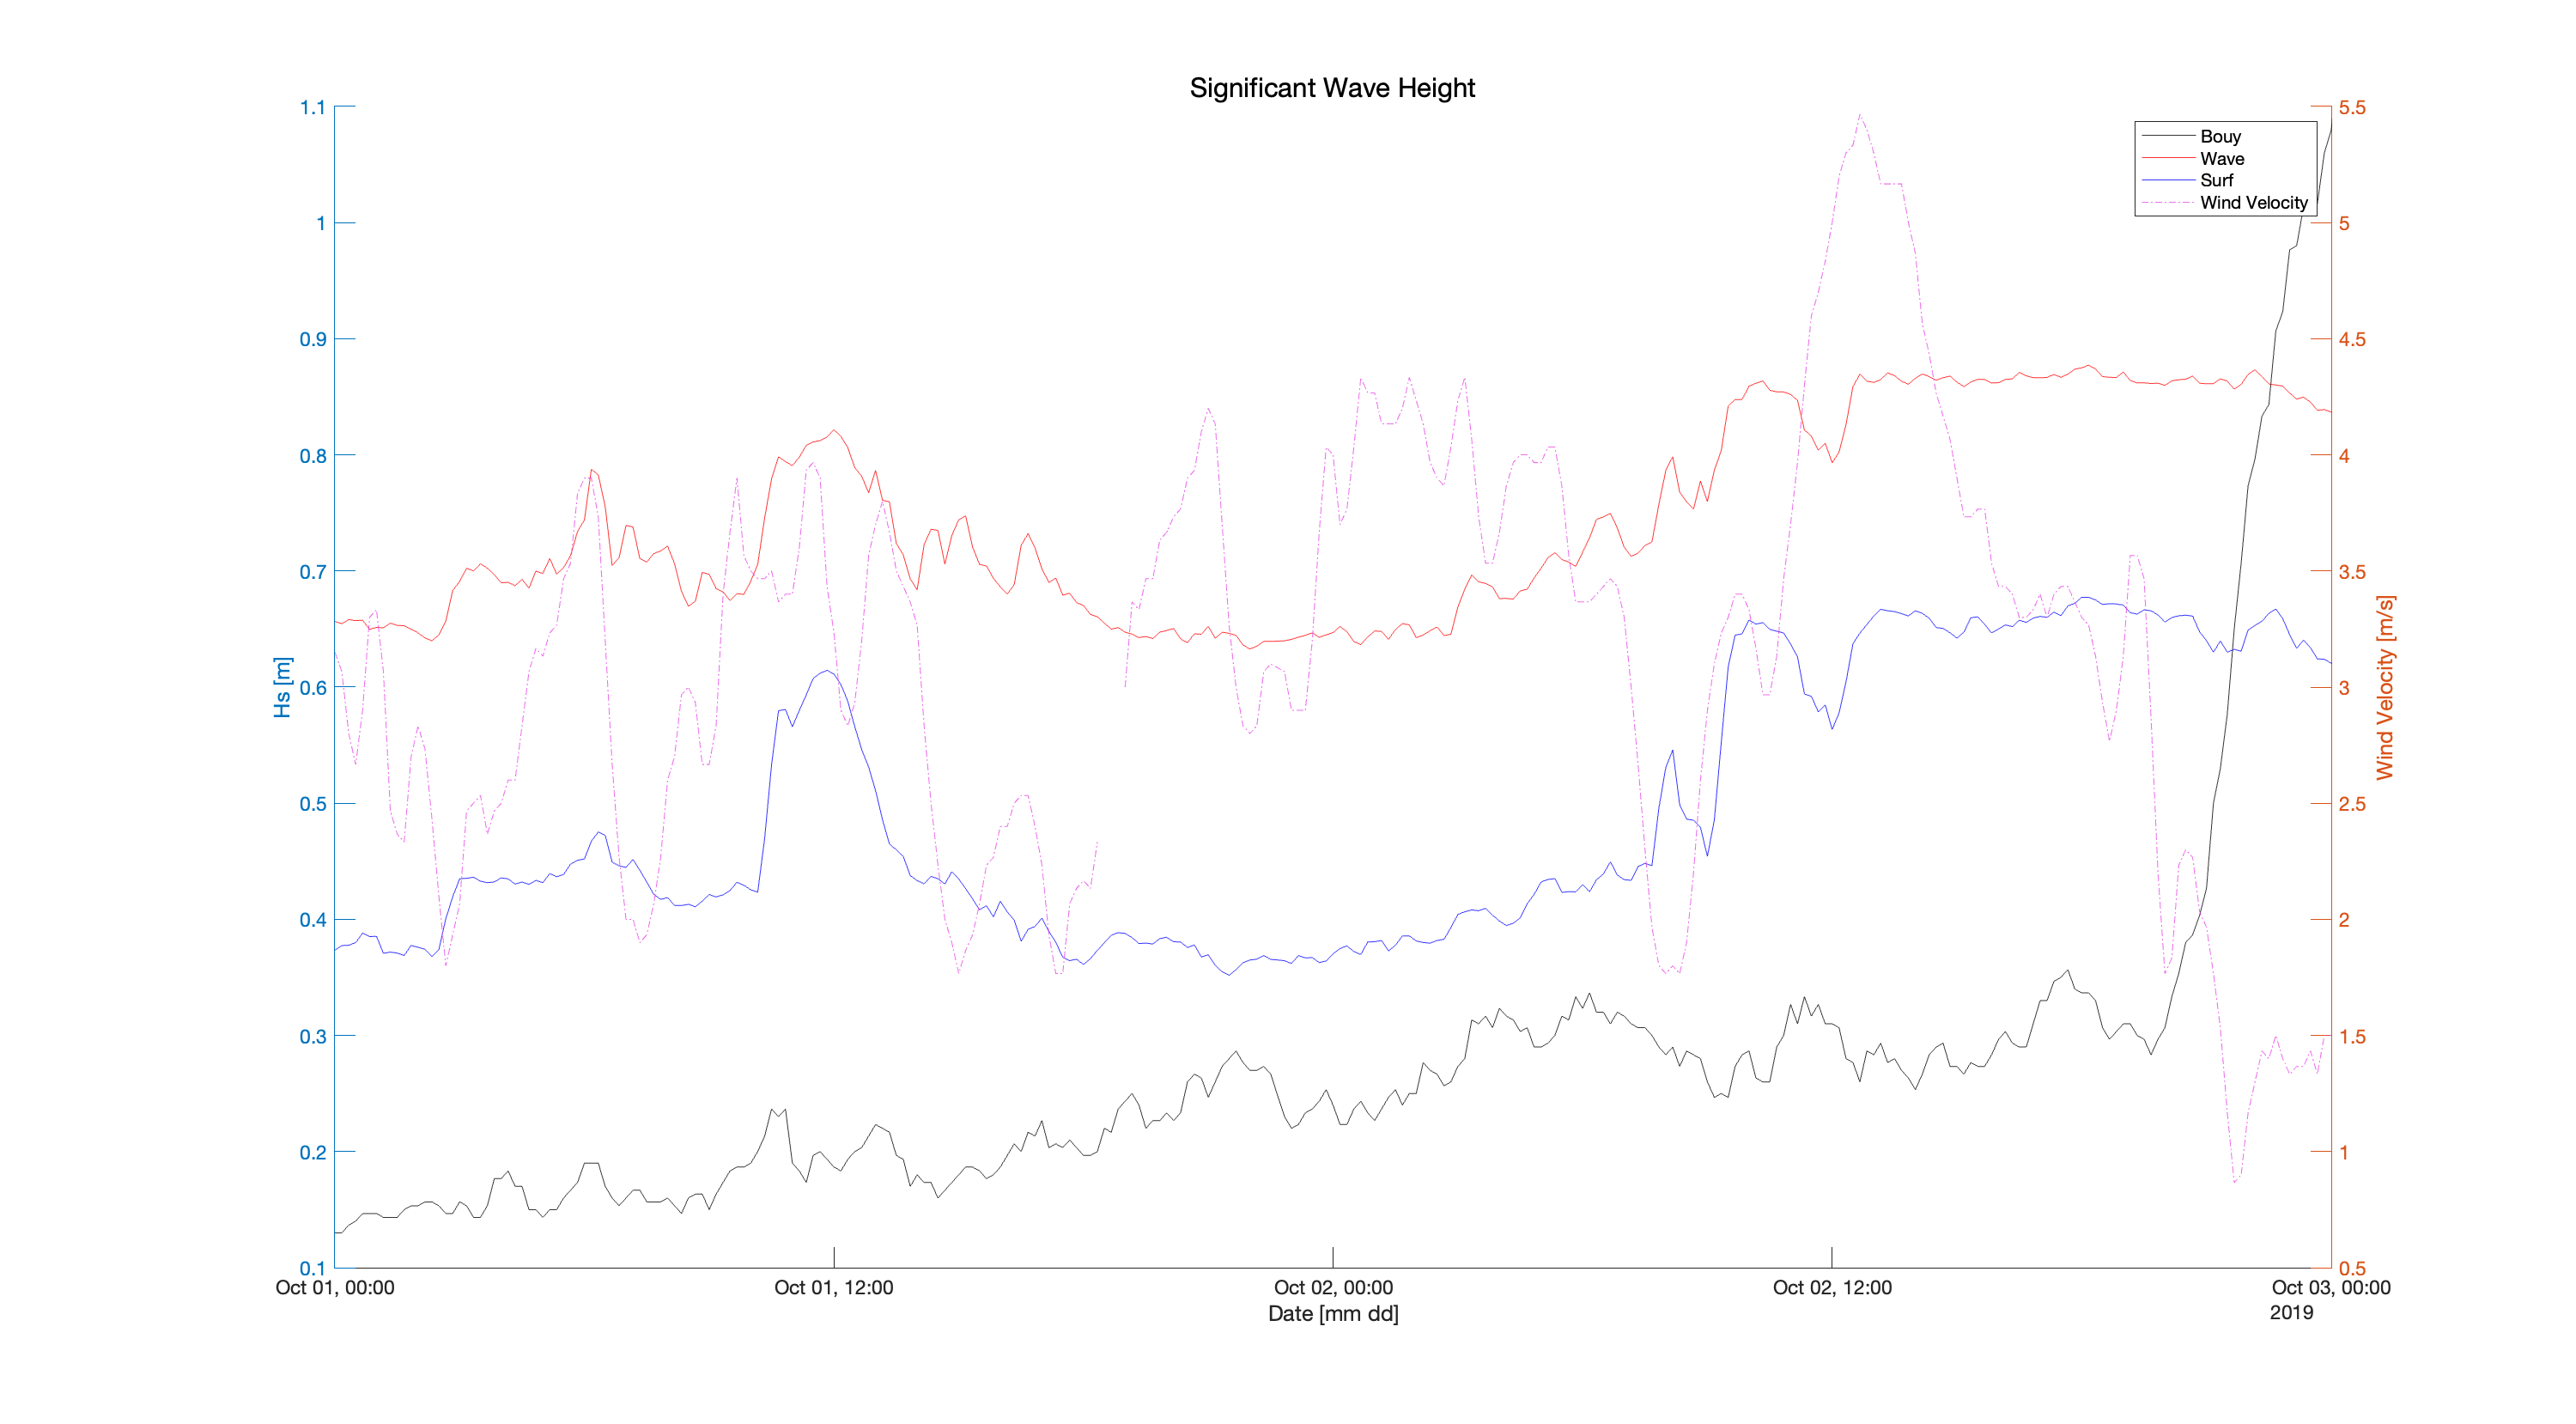 Significant Wave Height
1.1
1
0.9
0.8
0.7
0.6
0.5
0.4
0.3
0.2
0.1
Hs [m]
5.5
5
4.5
4
3.5
3
2.5
2
1.5
1
0.5
Wind Velocity [m/s]
Bouy
Wave
Surf
Wind Velocity
Oct 01, 00:00
Oct 01, 12:00
Oct 02, 00:00
Oct 02, 12:00
Oct 03, 00:00
2019
Date [mm dd]